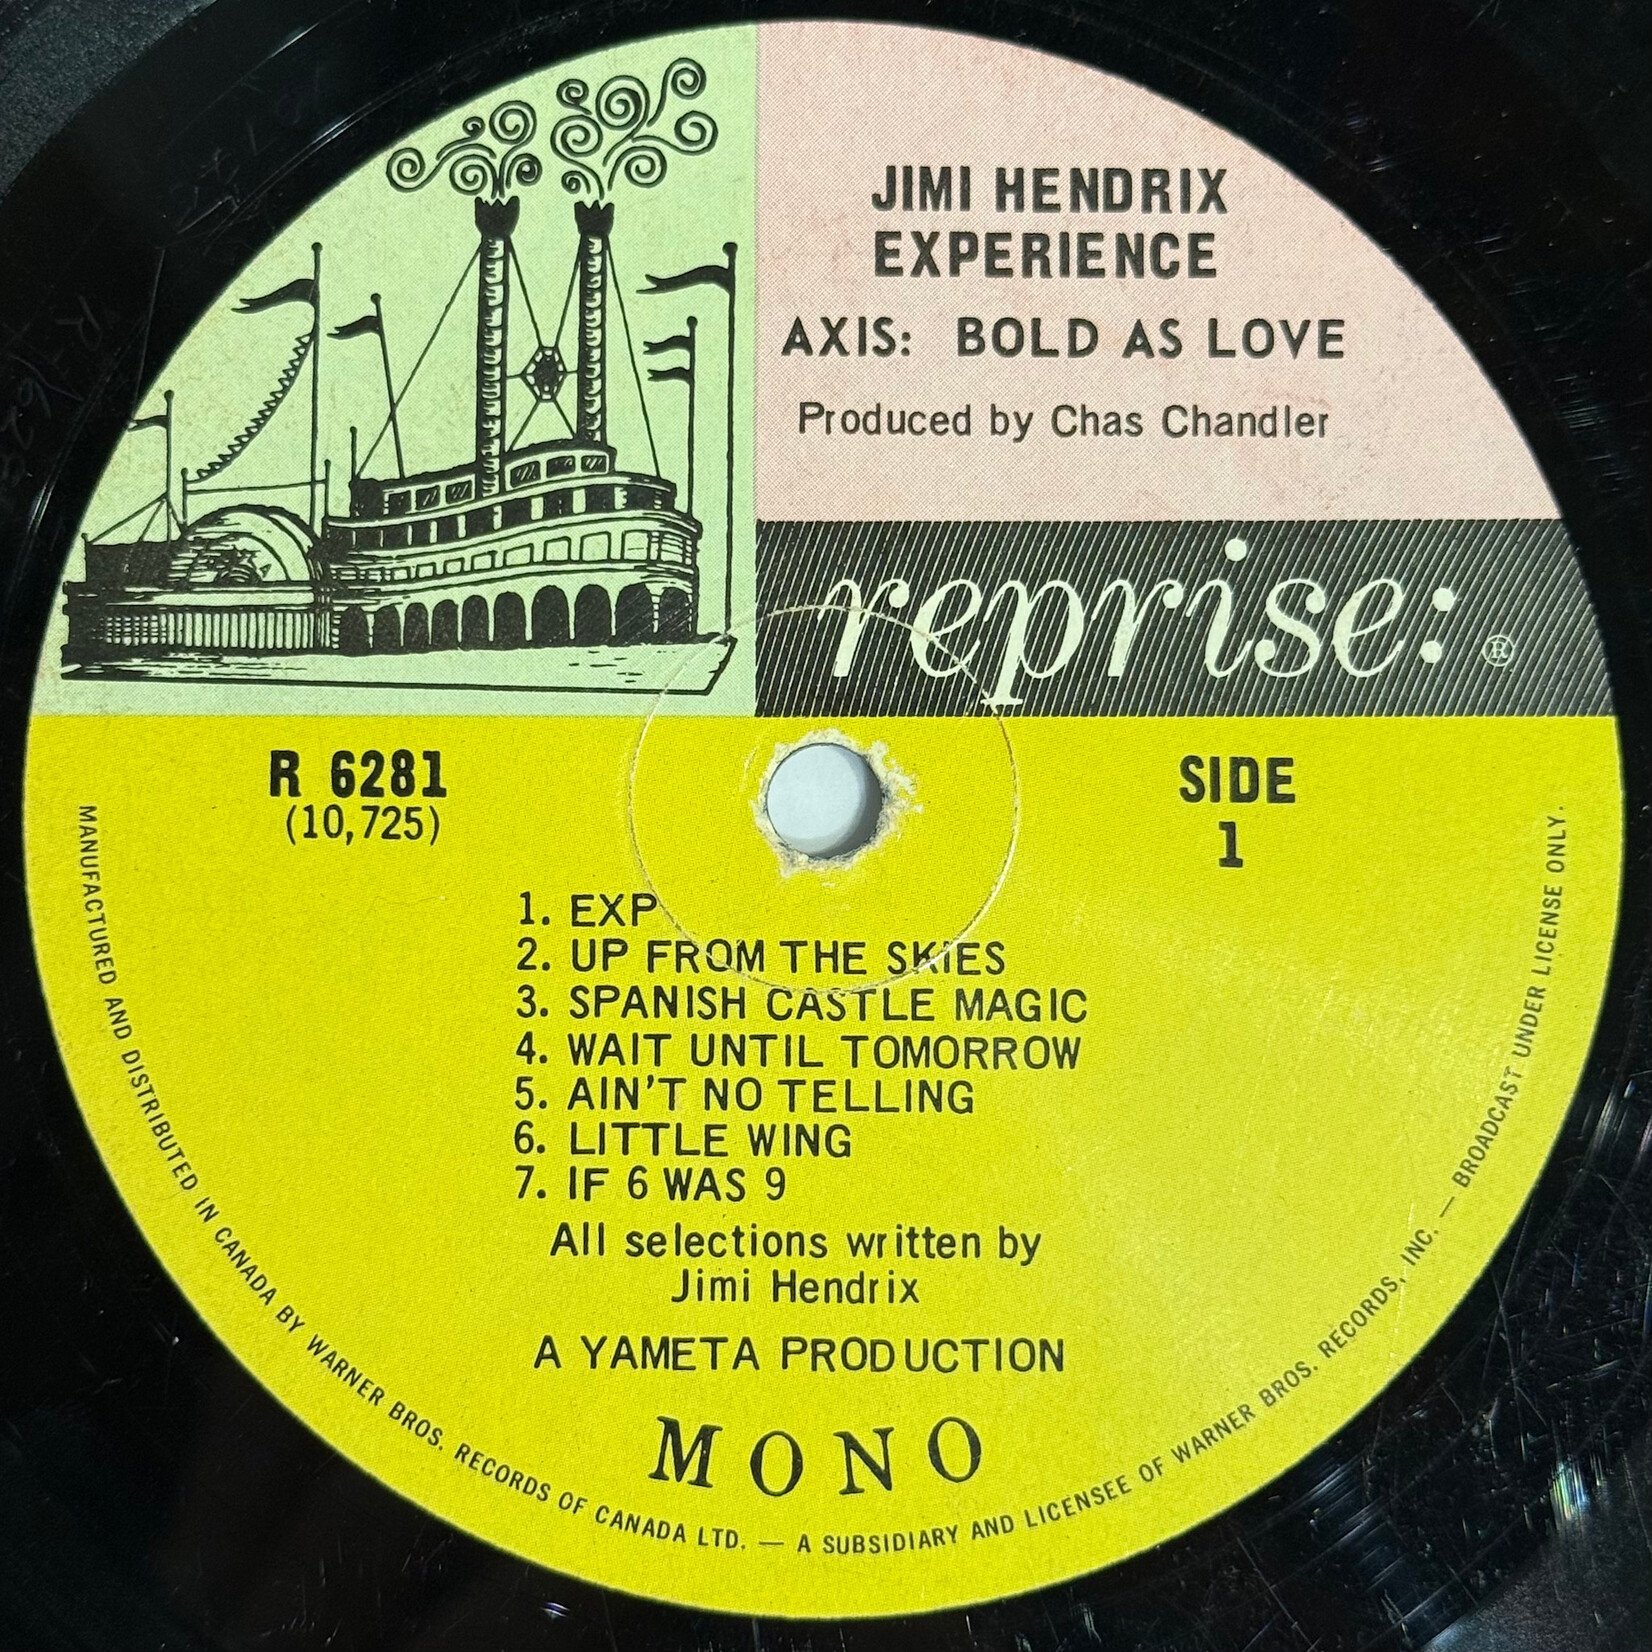 JIMI HENDRIX
EXPERIENCE
AXIS: BOLD AS LOVE
Produced by Chas Chandler
reprise: ®
R 6281
(10,725)
SIDE
1
1. EXP
2. UP FROM THE SKIES
3. SPANISH CASTLE MAGIC
4. WAIT UNTIL TOMORROW
5. AIN'T NO TELLING
6. LITTLE WING
7. IF 6 WAS 9
All selections written by
Jimi Hendrix
A YAMETA PRODUCTION
MONO
MANUFACTURED AND DISTRIBUTED IN CANADA BY WARNER BROS. RECORDS OF CANADA LTD. — A SUBSIDIARY AND LICENSEE OF WARNER BROS. RECORDS, INC. — BROADCAST UNDER LICENSE ONLY.